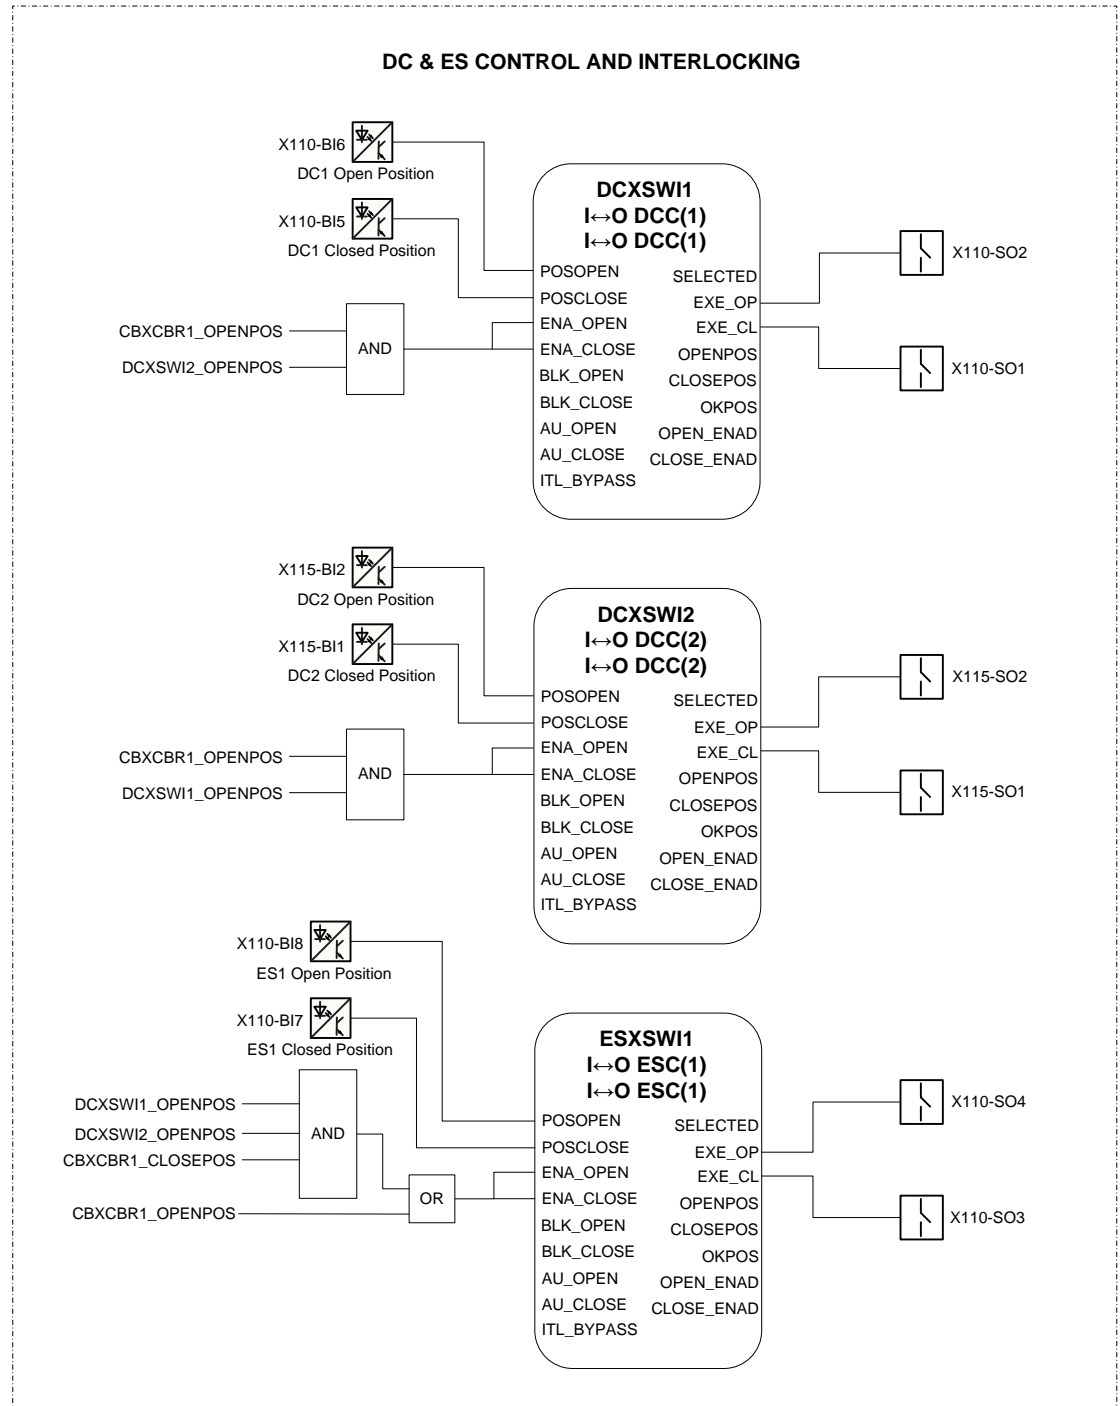 DC & ES CONTROL AND INTERLOCKING
X110-BI6
DC1 Open Position
X110-BI5
DC1 Closed Position
CBXCBR1_OPENPOS
DCXSWI2_OPENPOS
AND
DCXSWI1
I↔O DCC(1)
I↔O DCC(1)
POSOPEN
POSCLOSE
ENA_OPEN
ENA_CLOSE
BLK_OPEN
BLK_CLOSE
AU_OPEN
AU_CLOSE
ITL_BYPASS
SELECTED
EXE_OP
EXE_CL
OPENPOS
CLOSEPOS
OKPOS
OPEN_ENAD
CLOSE_ENAD
X110-SO2
X110-SO1
X115-BI2
DC2 Open Position
X115-BI1
DC2 Closed Position
CBXCBR1_OPENPOS
DCXSWI1_OPENPOS
AND
DCXSWI2
I↔O DCC(2)
I↔O DCC(2)
POSOPEN
POSCLOSE
ENA_OPEN
ENA_CLOSE
BLK_OPEN
BLK_CLOSE
AU_OPEN
AU_CLOSE
ITL_BYPASS
SELECTED
EXE_OP
EXE_CL
OPENPOS
CLOSEPOS
OKPOS
OPEN_ENAD
CLOSE_ENAD
X115-SO2
X115-SO1
X110-BI8
ES1 Open Position
X110-BI7
ES1 Closed Position
DCXSWI1_OPENPOS
DCXSWI2_OPENPOS
CBXCBR1_CLOSEPOS
CBXCBR1_OPENPOS
AND
OR
ESXSWI1
I↔O ESC(1)
I↔O ESC(1)
POSOPEN
POSCLOSE
ENA_OPEN
ENA_CLOSE
BLK_OPEN
BLK_CLOSE
AU_OPEN
AU_CLOSE
ITL_BYPASS
SELECTED
EXE_OP
EXE_CL
OPENPOS
CLOSEPOS
OKPOS
OPEN_ENAD
CLOSE_ENAD
X110-SO4
X110-SO3